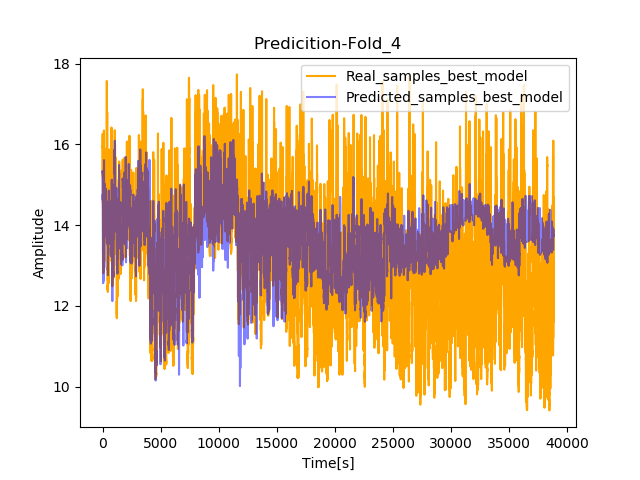 Predicition-Fold_4
Real_samples_best_model
Predicted_samples_best_model
18
16
14
12
10
Amplitude
0
5000
10000
15000
20000
25000
30000
35000
40000
Time[s]